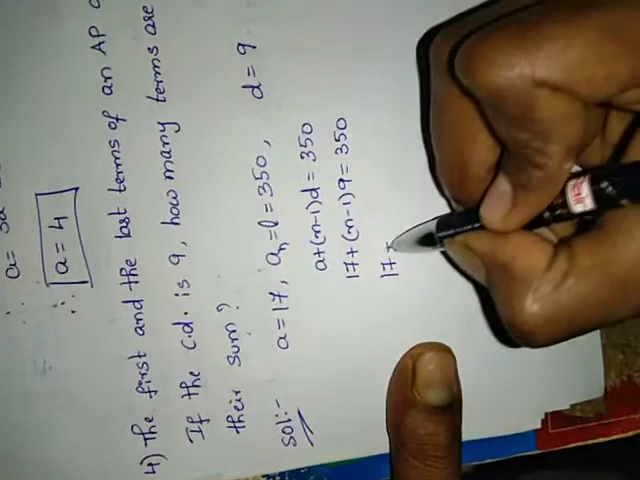 a = 3a
∴ a = 4
4) The first and the last terms of an AP
If the c.d. is 9, how many terms are
their sum?
Sol:- a = 17, aₙ = l = 350, d = 9
a+(n-1)d = 350
17+(n-1)9 = 350
17+